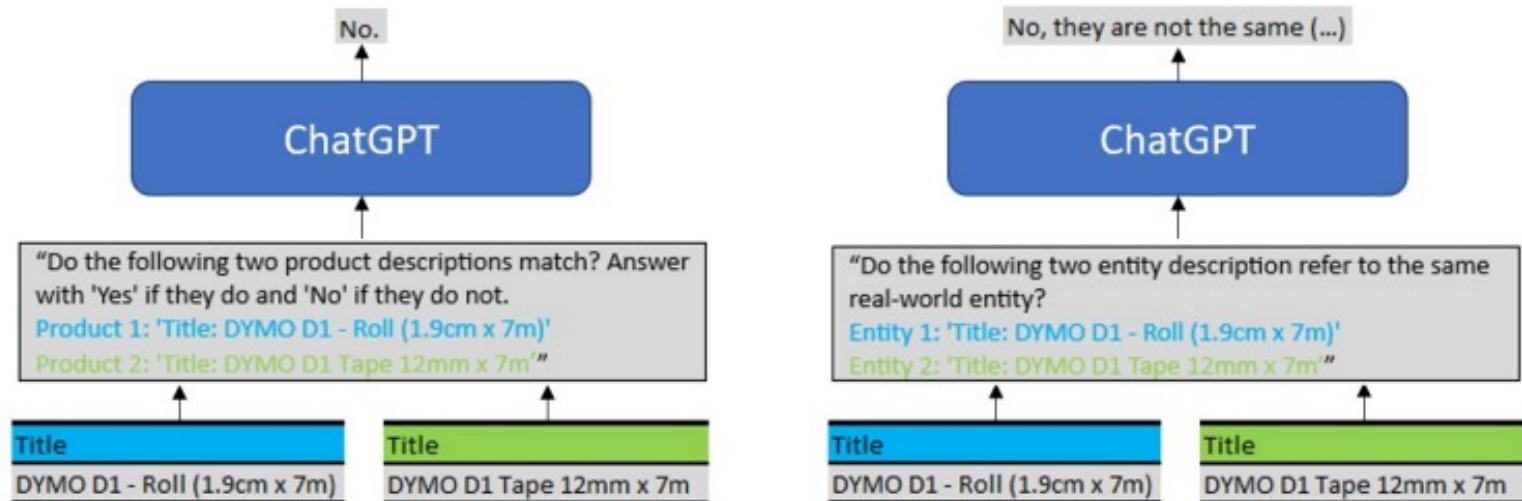 No.
ChatGPT
“Do the following two product descriptions match? Answer
with 'Yes' if they do and 'No' if they do not.
Product 1: 'Title: DYMO D1 - Roll (1.9cm x 7m)'
Product 2: 'Title: DYMO D1 Tape 12mm x 7m'”
Title
DYMO D1 - Roll (1.9cm x 7m)
Title
DYMO D1 Tape 12mm x 7m
No, they are not the same (...)
ChatGPT
“Do the following two entity description refer to the same
real-world entity?
Entity 1: 'Title: DYMO D1 - Roll (1.9cm x 7m)'
Entity 2: 'Title: DYMO D1 Tape 12mm x 7m'”
Title
DYMO D1 - Roll (1.9cm x 7m)
Title
DYMO D1 Tape 12mm x 7m